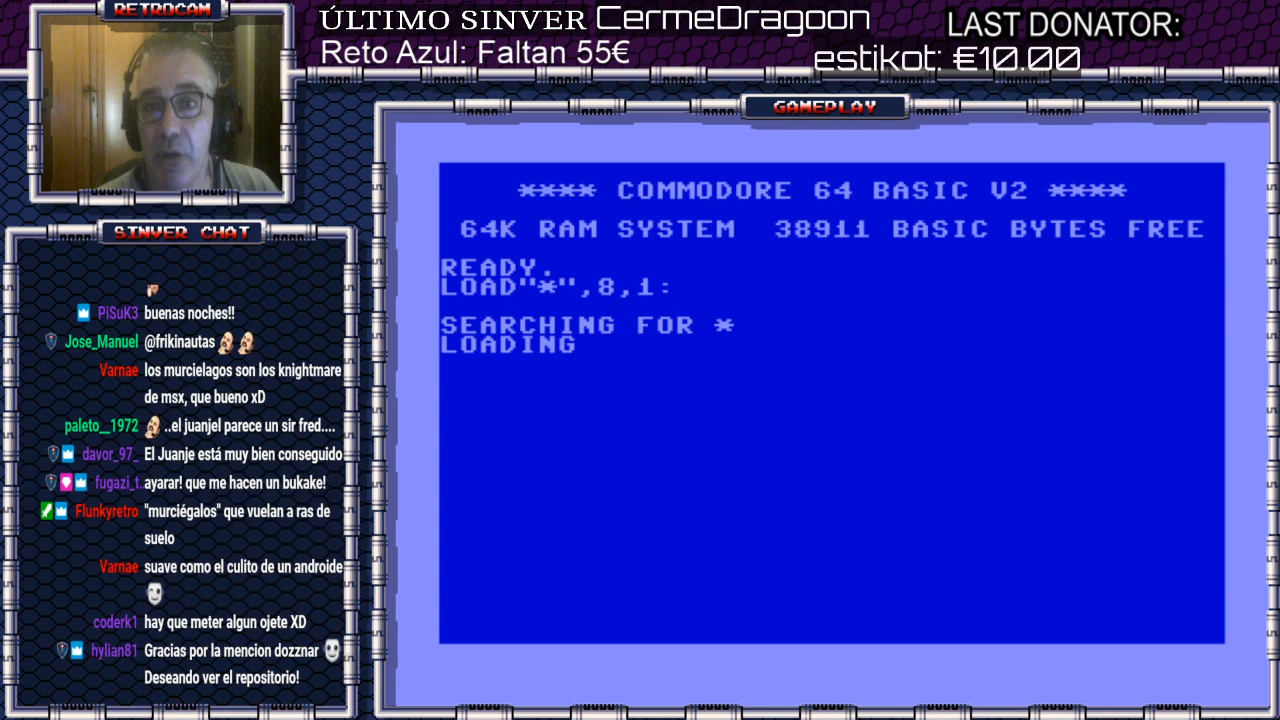 RETROCAM
ÚLTIMO SINVER CermeDragoon
Reto Azul: Faltan 55€
LAST DONATOR:
estikot: €10.00
GAMEPLAY
**** COMMODORE 64 BASIC V2 ****
64K RAM SYSTEM 38911 BASIC BYTES FREE
READY.
LOAD"*",8,1:
SEARCHING FOR *
LOADING
SINVER CHAT
PiSuK3 buenas noches!!
Jose_Manuel @frikinautas
Varnae los murcielagos son los knightmare
de msx, que bueno xD
paleto__1972 ..el juanjel parece un sir fred....
davor_97_ El Juanje está muy bien conseguido
fugazi_t.. ayarar! que me hacen un bukake!
Flunkyretro "murciégalos" que vuelan a ras de
suelo
Varnae suave como el culito de un androide
coderk1 hay que meter algun ojete XD
hylian81 Gracias por la mencion dozznar
Deseando ver el repositorio!